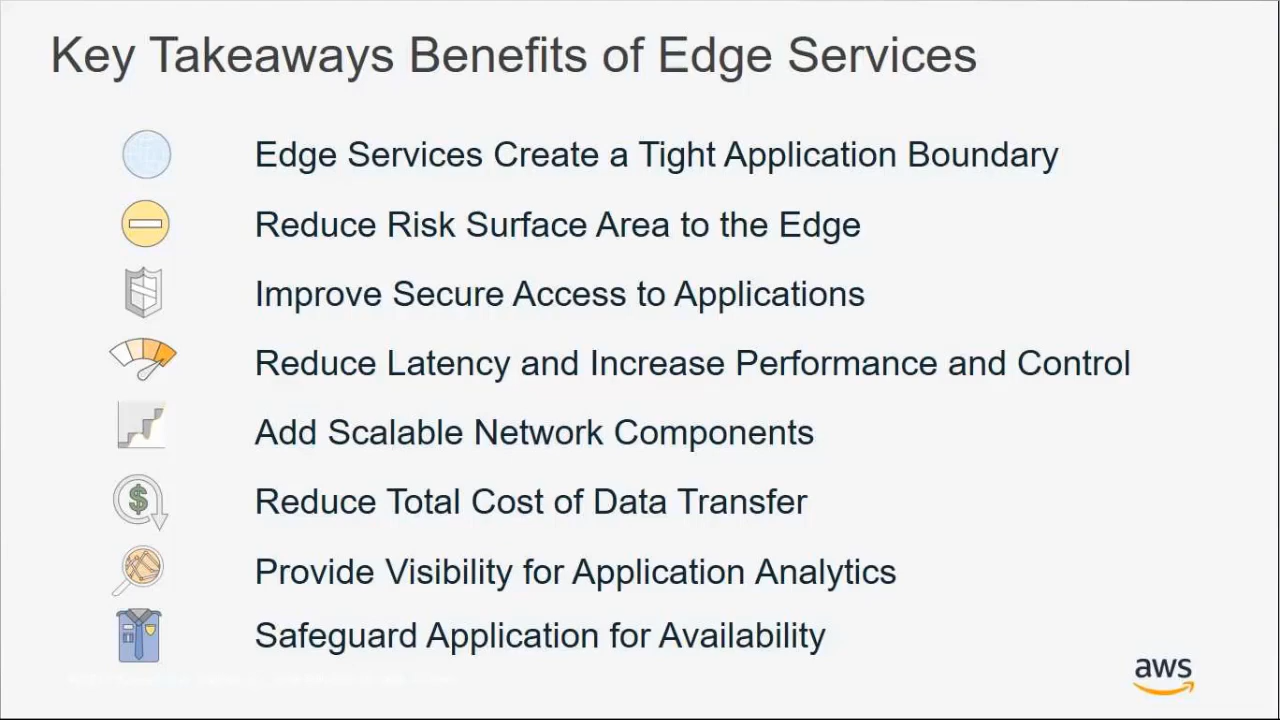 Key Takeaways Benefits of Edge Services
Edge Services Create a Tight Application Boundary
Reduce Risk Surface Area to the Edge
Improve Secure Access to Applications
Reduce Latency and Increase Performance and Control
Add Scalable Network Components
$
Reduce Total Cost of Data Transfer
Provide Visibility for Application Analytics
Safeguard Application for Availability
aws